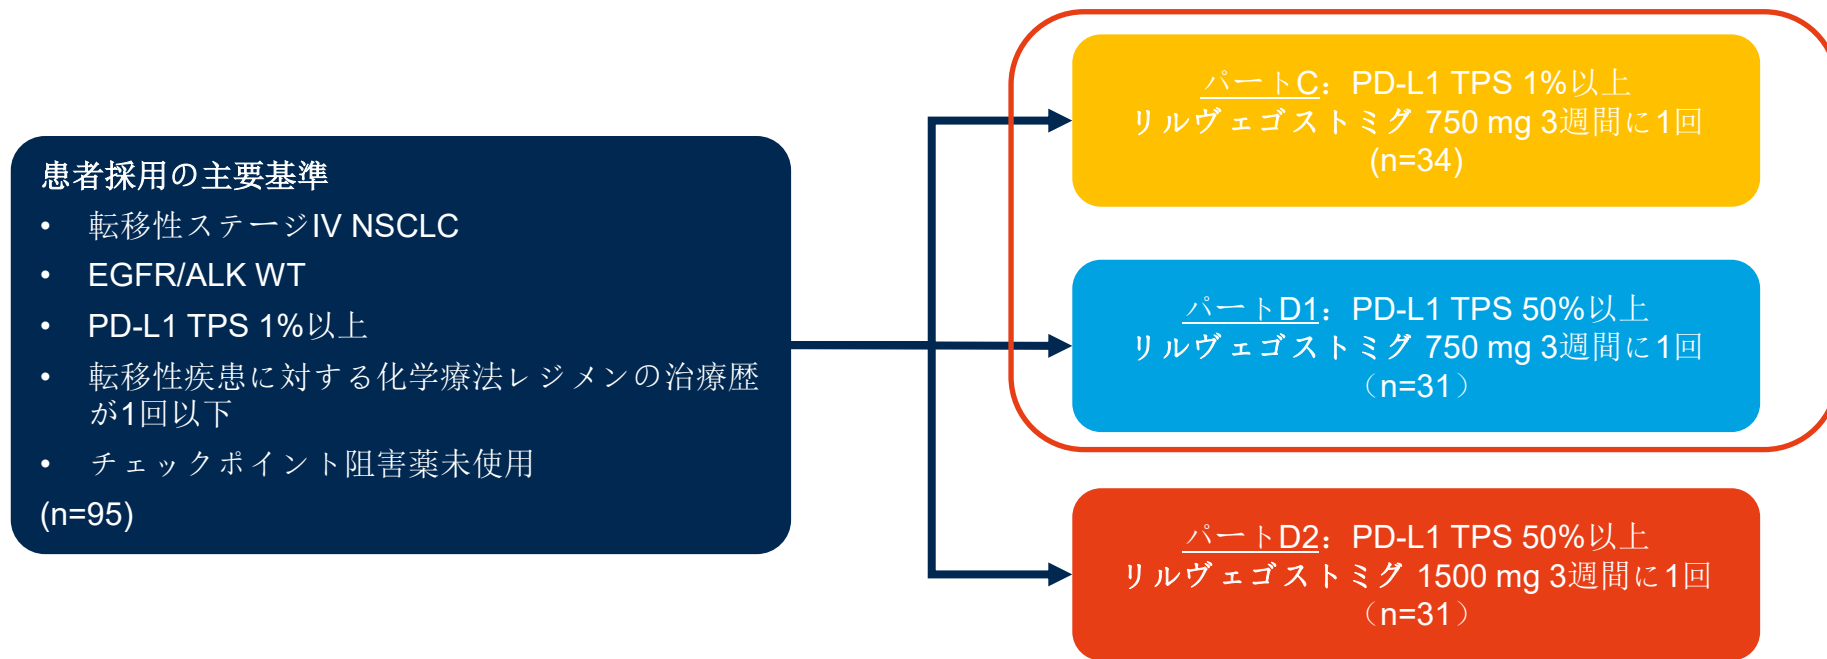 患者採用の主要基準
• 転移性ステージIV NSCLC
• EGFR/ALK WT
• PD-L1 TPS 1%以上
• 転移性疾患に対する化学療法レジメンの治療歴
が1回以下
• チェックポイント阻害薬未使用
(n=95)
パートC：PD-L1 TPS 1%以上
リルヴェゴストミグ 750 mg 3週間に1回
(n=34)
パートD1：PD-L1 TPS 50%以上
リルヴェゴストミグ 750 mg 3週間に1回
（n=31）
パートD2：PD-L1 TPS 50%以上
リルヴェゴストミグ 1500 mg 3週間に1回
（n=31）